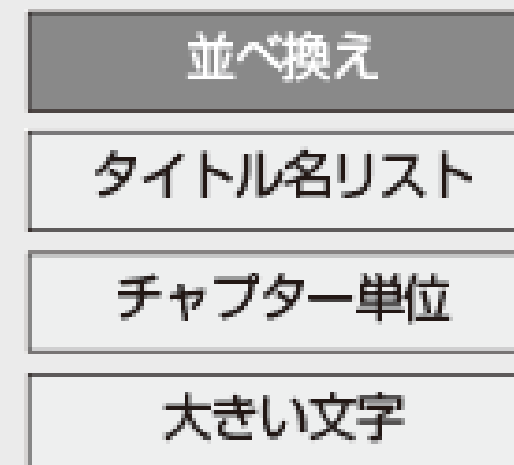 並べ換え
タイトル名リスト
チャプター単位
大きい文字